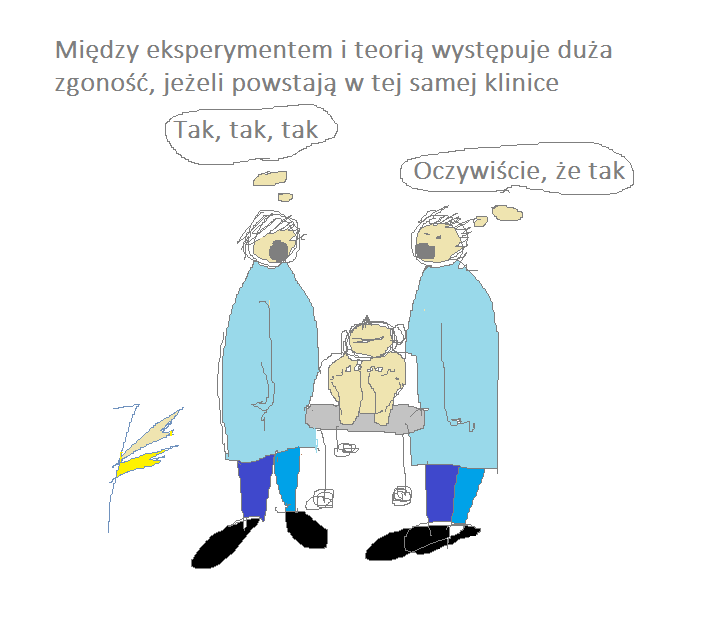 Między eksperymentem i teorią występuje duża
zgoność, jeżeli powstają w tej samej klinice
Tak, tak, tak
Oczywiście, że tak